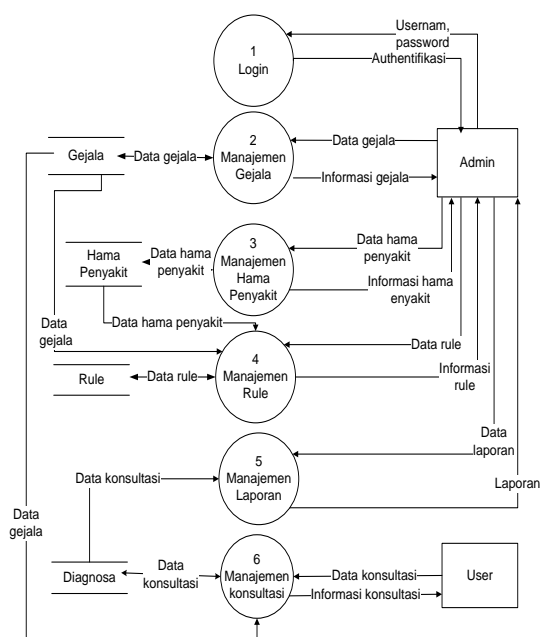 Usernam,
password
1
Login
Authentifikasi
Gejala
Data gejala
2
Manajemen
Gejala
Data gejala
Informasi gejala
Admin
Hama
Penyakit
Data hama
penyakit
3
Manajemen
Hama
Penyakit
Data hama
penyakit
Informasi hama
enyakit
Data
gejala
Data hama penyakit
Rule
Data rule
4
Manajemen
Rule
Data rule
Informasi
rule
Data konsultasi
5
Manajemen
Laporan
Data
laporan
Laporan
Data
gejala
Diagnosa
Data
konsultasi
6
Manajemen
konsultasi
Data konsultasi
Informasi konsultasi
User